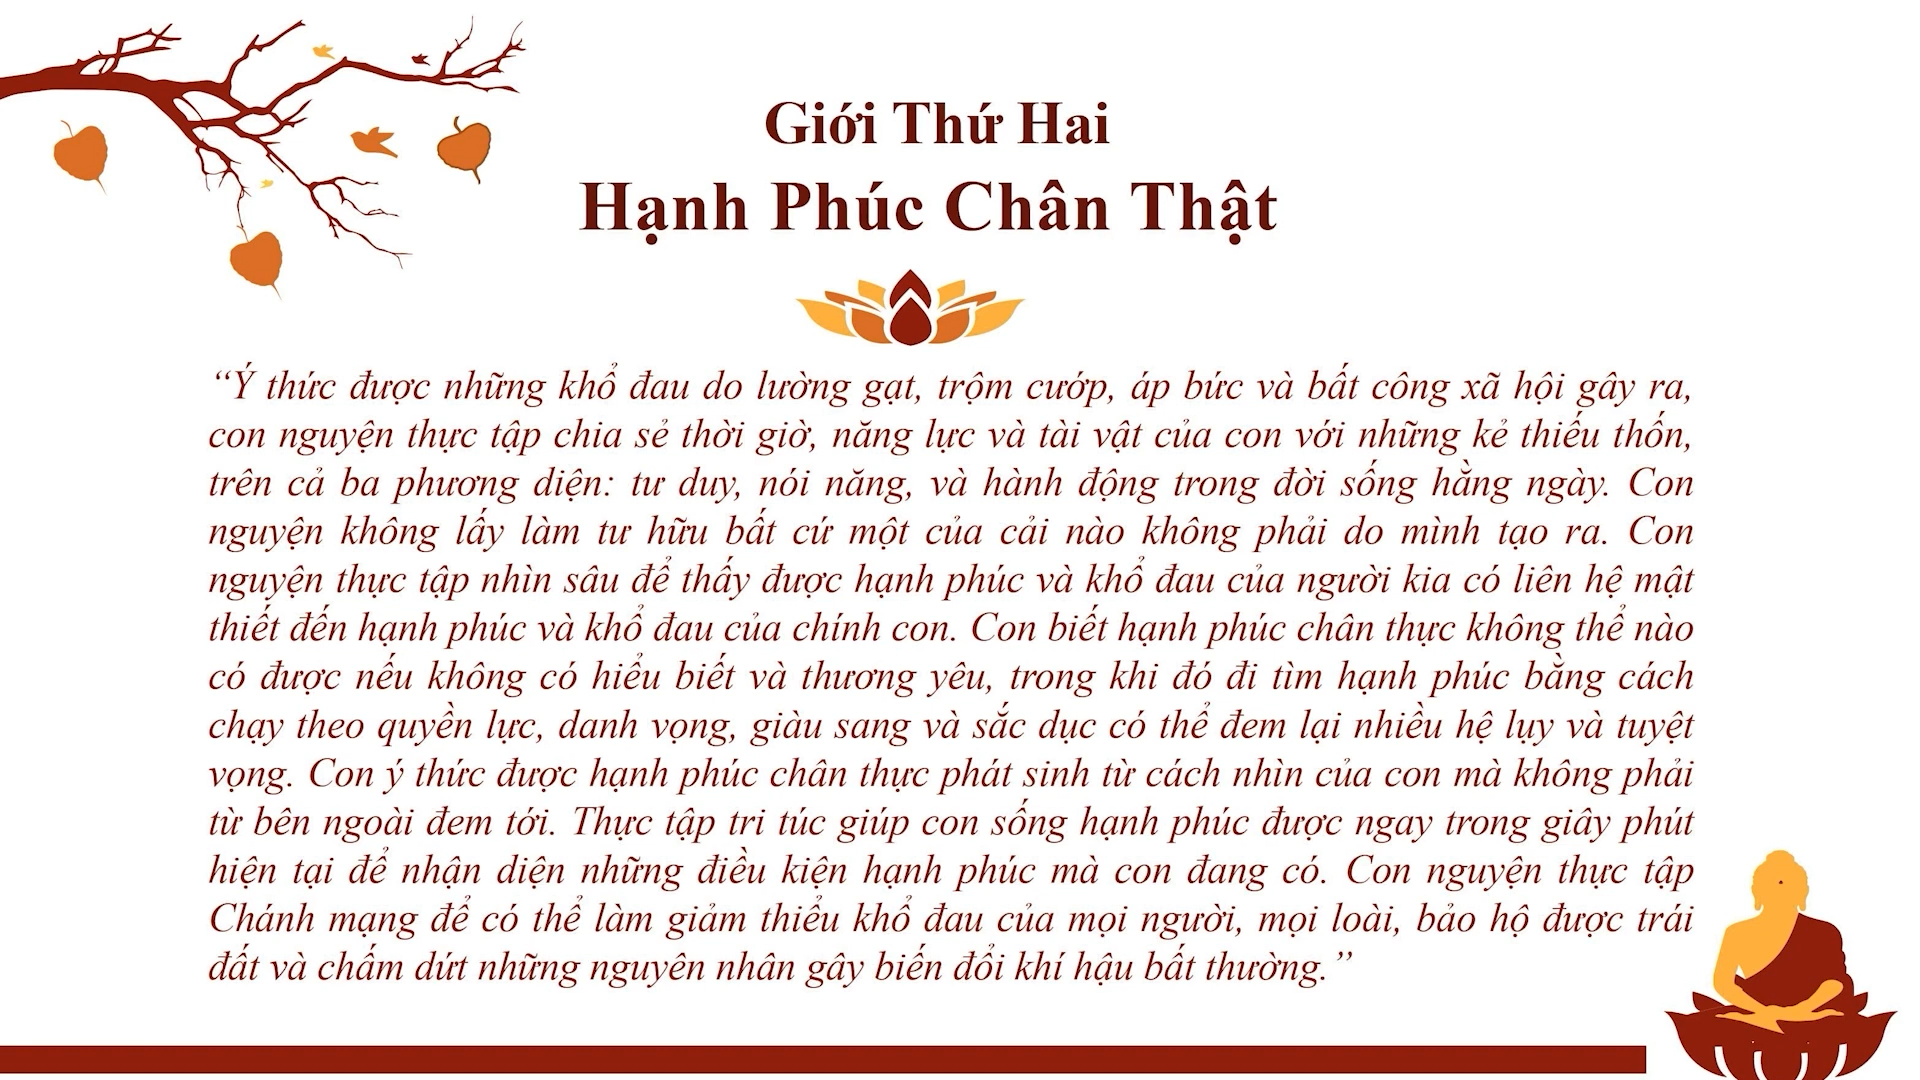 Giới Thứ Hai
Hạnh Phúc Chân Thật
“Ý thức được những khổ đau do lường gạt, trộm cướp, áp bức và bất công xã hội gây ra,
con nguyện thực tập chia sẻ thời giờ, năng lực và tài vật của con với những kẻ thiếu thốn,
trên cả ba phương diện: tư duy, nói năng, và hành động trong đời sống hằng ngày. Con
nguyện không lấy làm tư hữu bất cứ một của cải nào không phải do mình tạo ra. Con
nguyện thực tập nhìn sâu để thấy được hạnh phúc và khổ đau của người kia có liên hệ mật
thiết đến hạnh phúc và khổ đau của chính con. Con biết hạnh phúc chân thực không thể nào
có được nếu không có hiểu biết và thương yêu, trong khi đó đi tìm hạnh phúc bằng cách
chạy theo quyền lực, danh vọng, giàu sang và sắc dục có thể đem lại nhiều hệ lụy và tuyệt
vọng. Con ý thức được hạnh phúc chân thực phát sinh từ cách nhìn của con mà không phải
từ bên ngoài đem tới. Thực tập tri túc giúp con sống hạnh phúc được ngay trong giây phút
hiện tại để nhận diện những điều kiện hạnh phúc mà con đang có. Con nguyện thực tập
Chánh mạng để có thể làm giảm thiểu khổ đau của mọi người, mọi loài, bảo hộ được trái
đất và chấm dứt những nguyên nhân gây biến đổi khí hậu bất thường.”